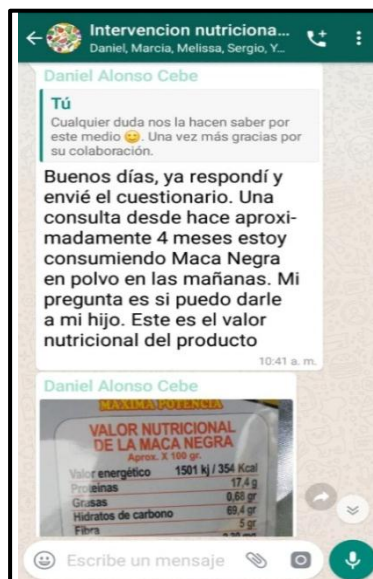 Intervencion nutriciona...
Daniel, Marcia, Melissa, Sergio, Y...
Daniel Alonso Cebe
Tú
Cualquier duda nos la hacen saber por
este medio 😊. Una vez más gracias por
su colaboración.
Buenos días, ya respondí y
envié el cuestionario. Una
consulta desde hace aproxi-
madamente 4 meses estoy
consumiendo Maca Negra
en polvo en las mañanas. Mi
pregunta es si puedo darle
a mi hijo. Este es el valor
nutricional del producto
10:41 a. m.
Daniel Alonso Cebe
MAXIMA POTENCIA
VALOR NUTRICIONAL
DE LA MACA NEGRA
Aprox. X 100 gr.
Valor energético 1501 kj / 354 Kcal
Proteinas 17,4 g
Grasas 0,68 gr
Hidratos de carbono 69,4 gr
Fibra 5 gr
Escribe un mensaje